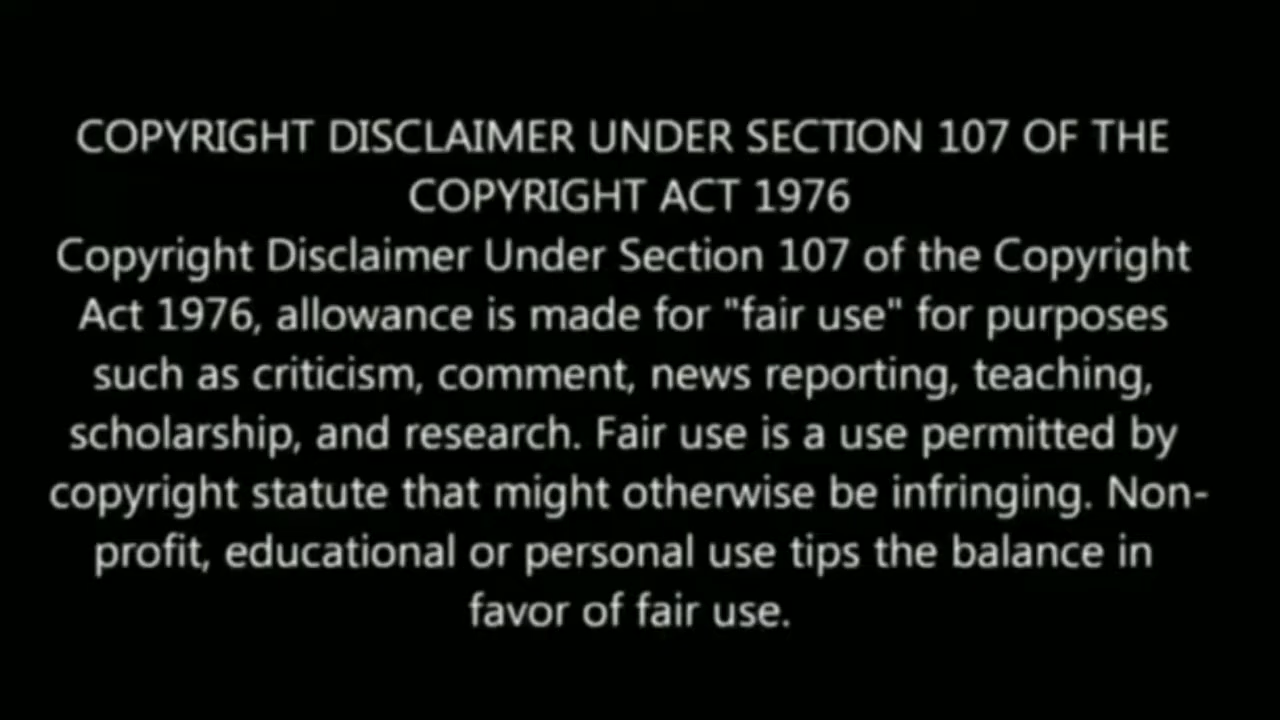 COPYRIGHT DISCLAIMER UNDER SECTION 107 OF THE
COPYRIGHT ACT 1976
Copyright Disclaimer Under Section 107 of the Copyright
Act 1976, allowance is made for "fair use" for purposes
such as criticism, comment, news reporting, teaching,
scholarship, and research. Fair use is a use permitted by
copyright statute that might otherwise be infringing. Non-
profit, educational or personal use tips the balance in
favor of fair use.